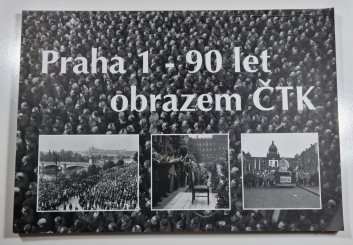 Praha 1 - 90 let
obrazem ČTK